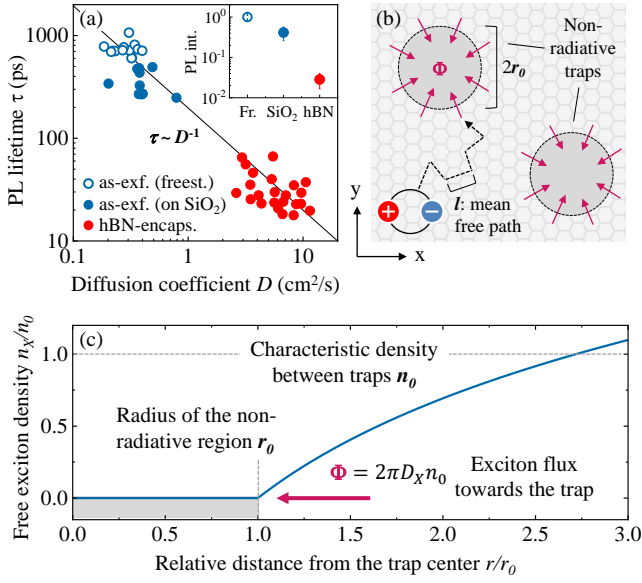 (a)
PL lifetime τ (ps)
1000
100
10
0.1
1
10
Diffusion coefficient D (cm²/s)
τ~D⁻¹
as-exf. (freest.)
as-exf. (on SiO₂)
hBN-encaps.
PL int.
10⁰
10⁻¹
10⁻²
Fr. SiO₂ hBN
(b)
Non-
radiative
traps
Φ
2r₀
l: mean
free path
+
−
y
x
(c)
Free exciton density nₓ/n₀
1.0
0.5
0.0
Characteristic density
between traps n₀
Radius of the non-
radiative region r₀
Φ = 2πDₓn₀
Exciton flux
towards the trap
0.0 0.5 1.0 1.5 2.0 2.5 3.0
Relative distance from the trap center r/r₀